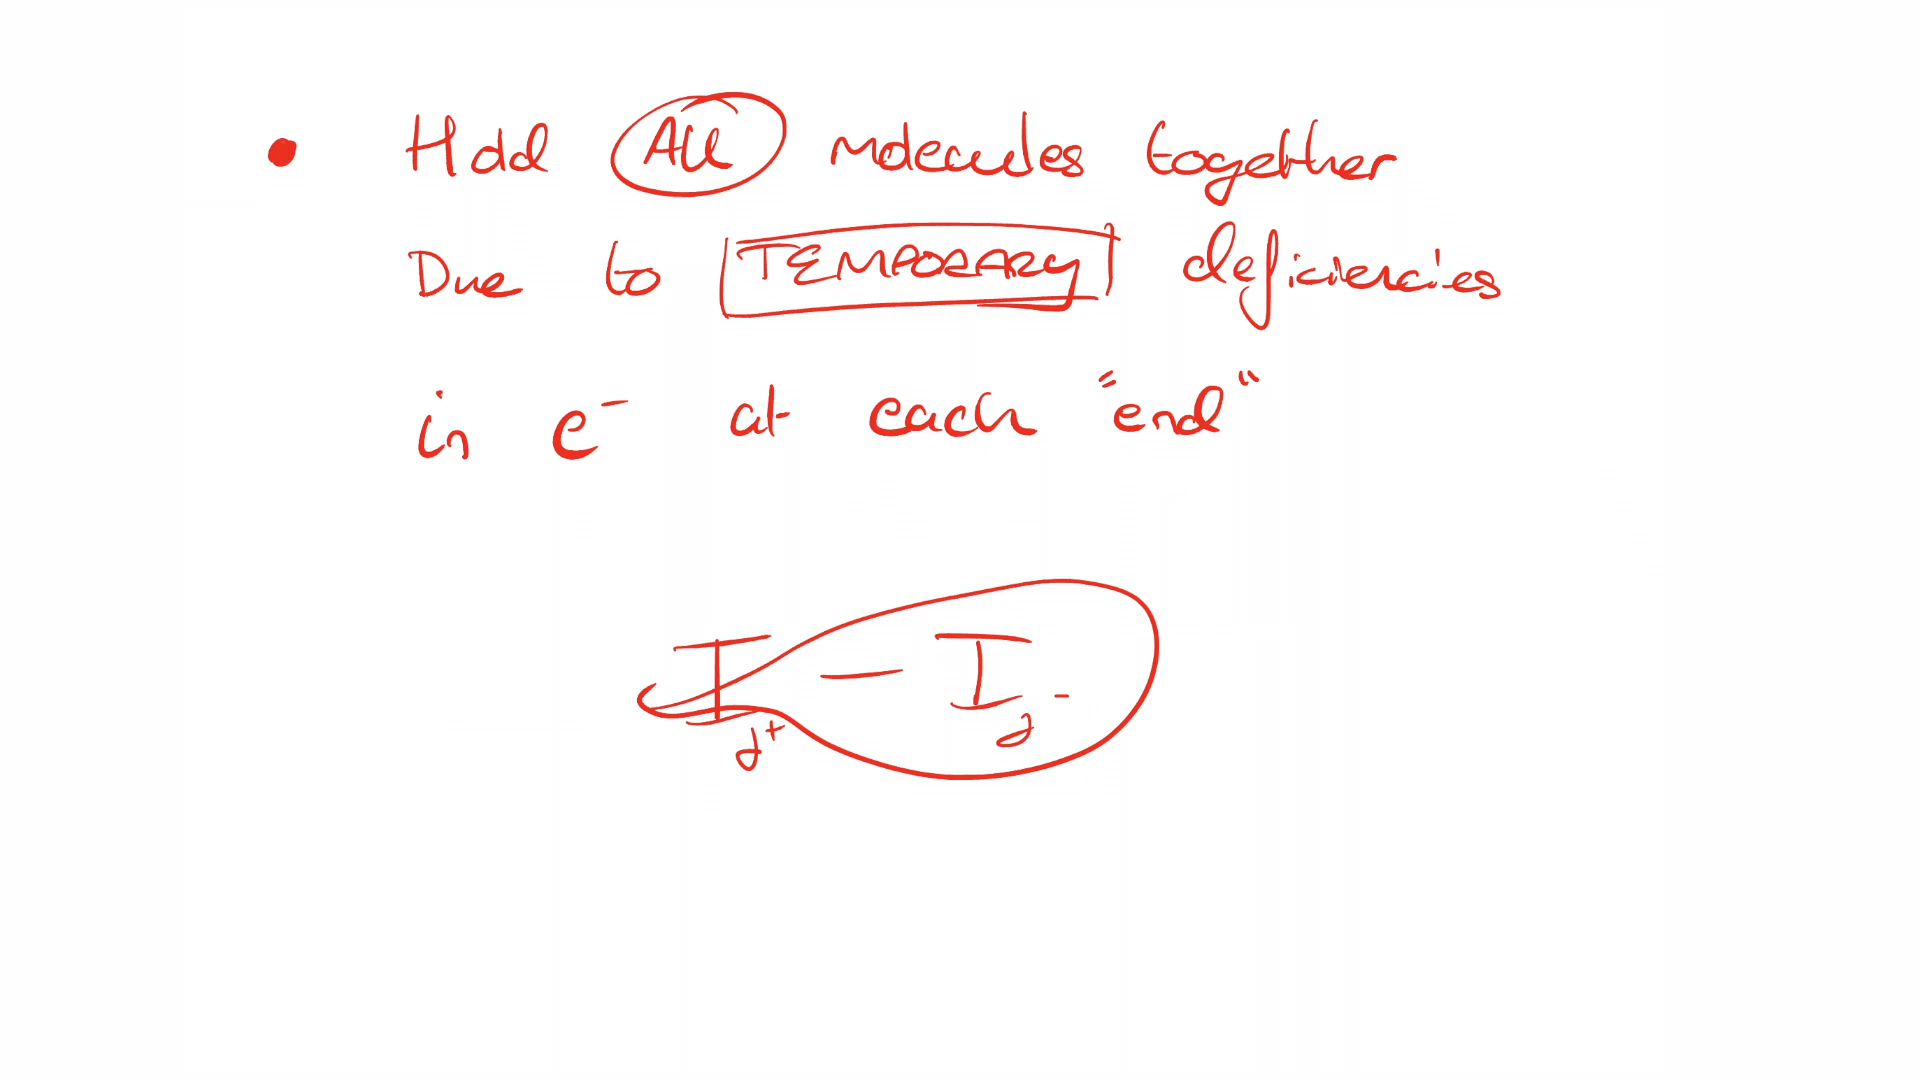 • Hold All molecules together
Due to TEMPORARY deficiencies
in e⁻ at each "end"
I — I
δ+ δ-